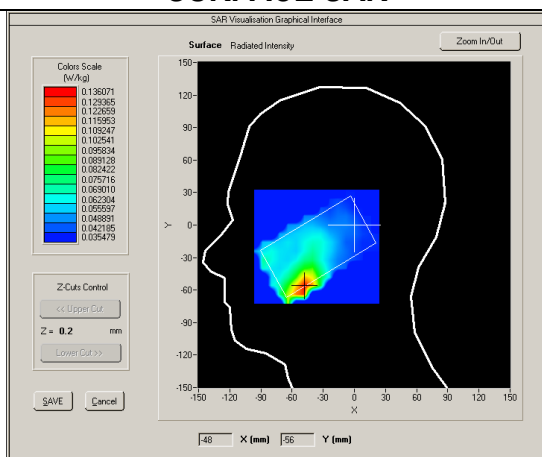 SAR Visualisation Graphical Interface
Surface Radiated Intensity
Zoom In/Out
Colors Scale
(W/kg)
0.136071
0.129365
0.122659
0.115953
0.109247
0.102541
0.095834
0.089128
0.082422
0.075716
0.069010
0.062304
0.055597
0.048891
0.042185
0.035479
150
120
90
60
30
0
-30
-60
-90
-120
-150
Y
-150 -120 -90 -60 -30 0 30 60 90 120 150
X
Z-Cuts Control
<< Upper Cut
Z = 0.2 mm
Lower Cut >>
SAVE Cancel
-48 X (mm) -56 Y (mm)